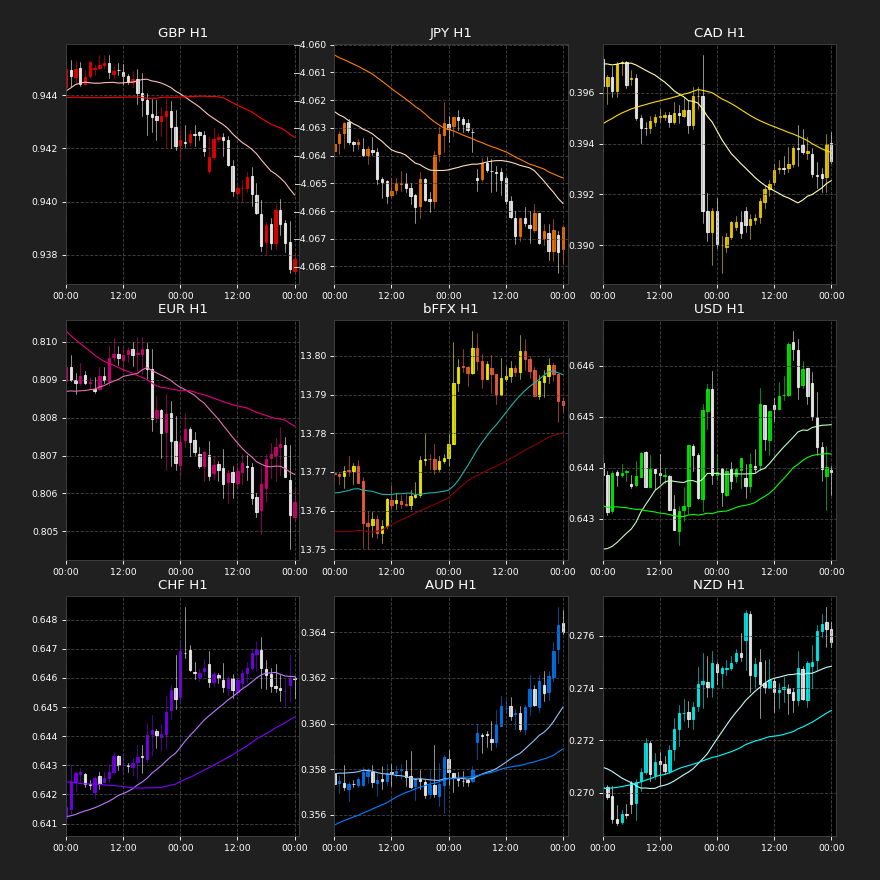 GBP H1
0.944
0.942
0.940
0.938
00:00 12:00 00:00 12:00 00:00
JPY H1
-4.060
-4.061
-4.062
-4.063
-4.064
-4.065
-4.066
-4.067
-4.068
00:00 12:00 00:00 12:00 00:00
CAD H1
0.396
0.394
0.392
0.390
00:00 12:00 00:00 12:00 00:00
EUR H1
0.810
0.809
0.808
0.807
0.806
0.805
00:00 12:00 00:00 12:00 00:00
bFFX H1
13.80
13.79
13.78
13.77
13.76
13.75
00:00 12:00 00:00 12:00 00:00
USD H1
0.646
0.645
0.644
0.643
00:00 12:00 00:00 12:00 00:00
CHF H1
0.648
0.647
0.646
0.645
0.644
0.643
0.642
0.641
00:00 12:00 00:00 12:00 00:00
AUD H1
0.364
0.362
0.360
0.358
0.356
00:00 12:00 00:00 12:00 00:00
NZD H1
0.276
0.274
0.272
0.270
00:00 12:00 00:00 12:00 00:00